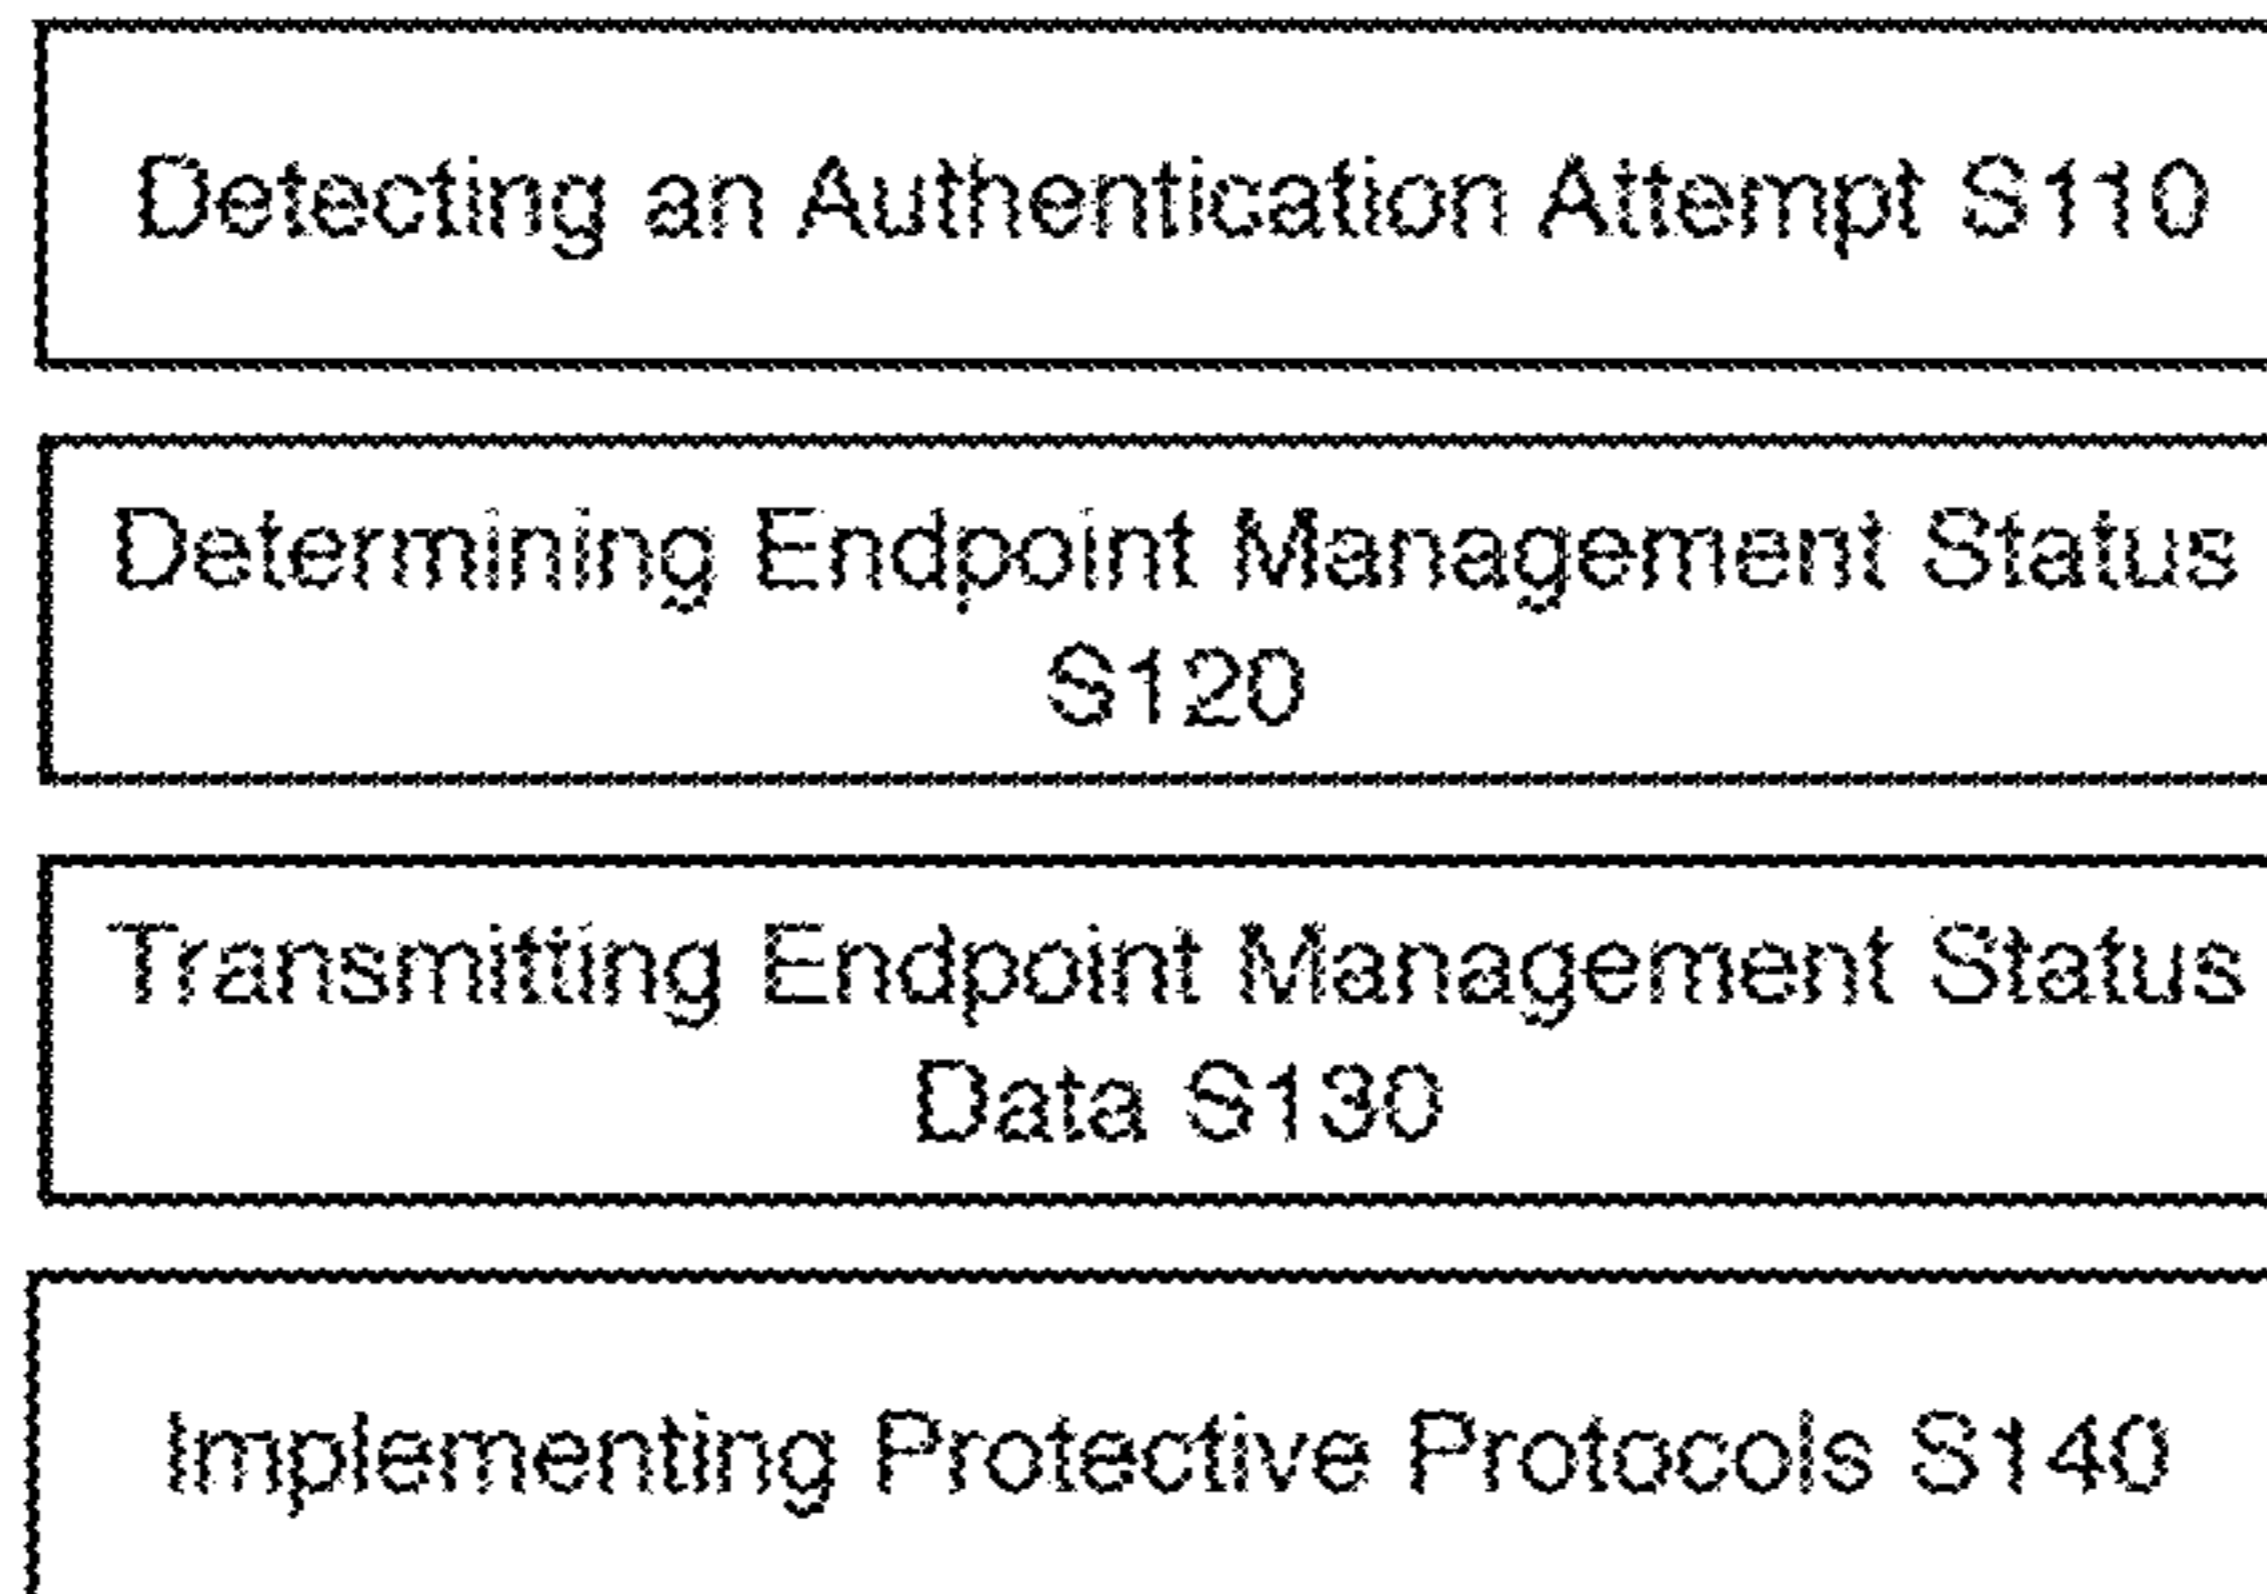 Detecting an Authentication Attempt S110
Determining Endpoint Management Status
S120
Transmitting Endpoint Management Status
Data S130
Implementing Protective Protocols S140